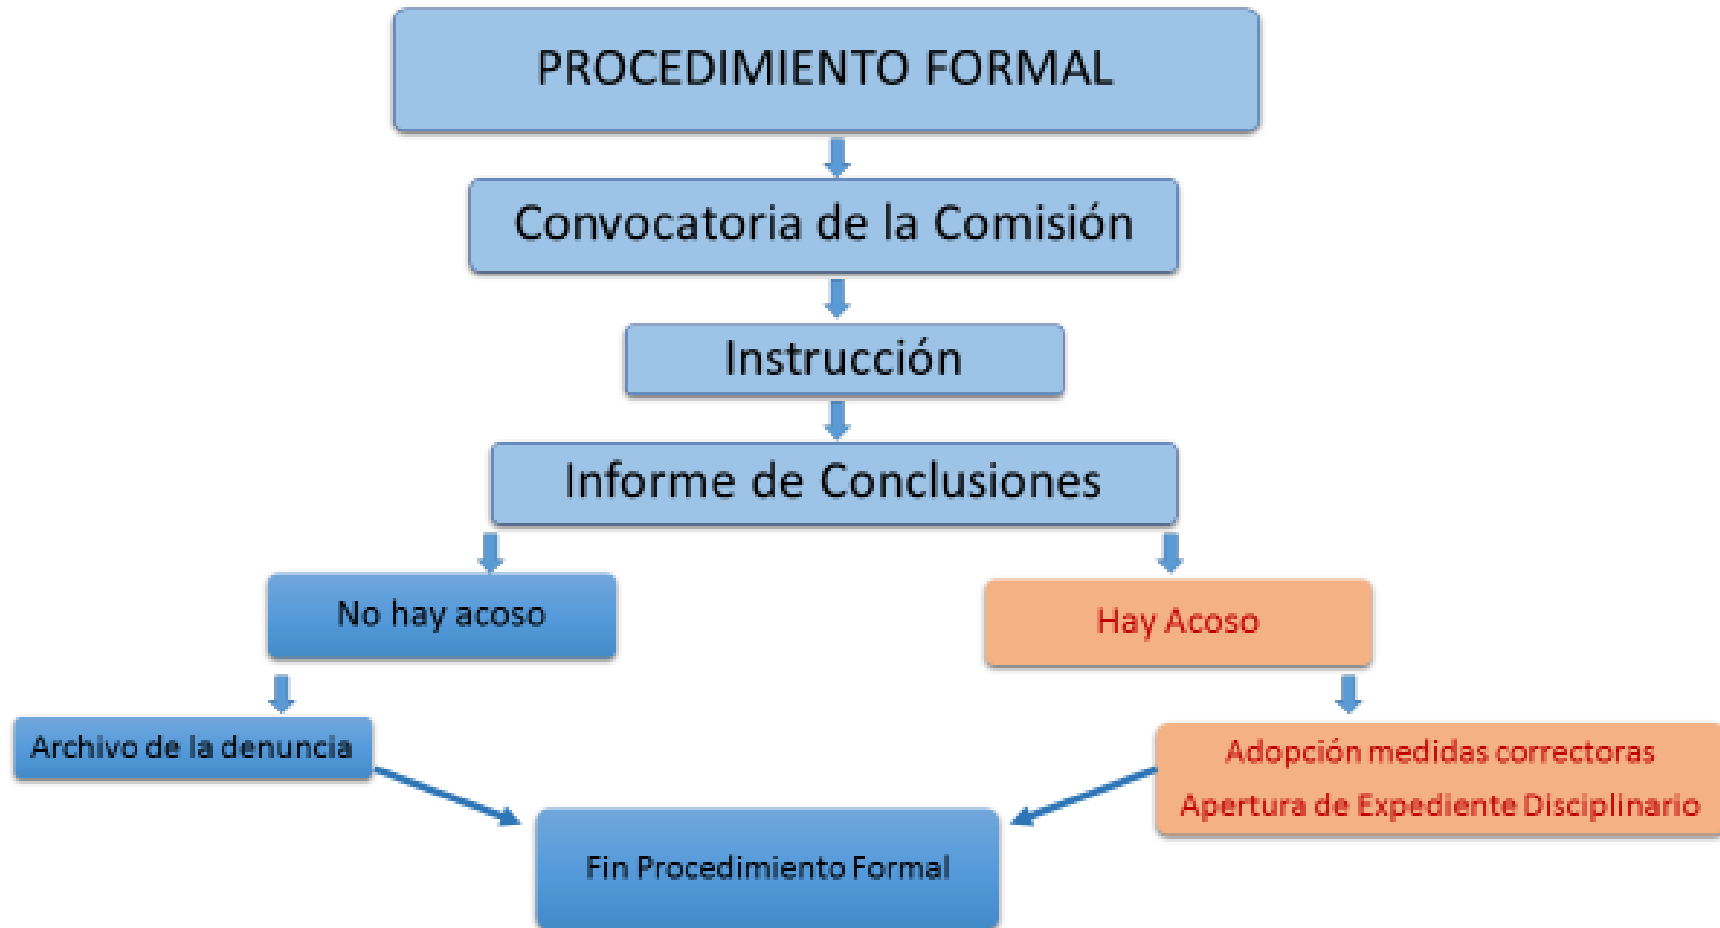 PROCEDIMIENTO FORMAL
Convocatoria de la Comisión
Instrucción
Informe de Conclusiones
No hay acoso
Hay Acoso
Archivo de la denuncia
Adopción medidas correctoras
Apertura de Expediente Disciplinario
Fin Procedimiento Formal